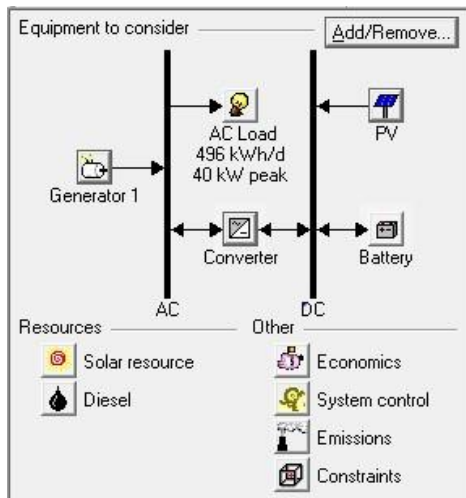 Equipment to consider
Add/Remove...
AC Load
496 kWh/d
40 kW peak
PV
Generator 1
Converter
Battery
AC
DC
Resources
Other
Solar resource
Economics
Diesel
System control
Emissions
Constraints